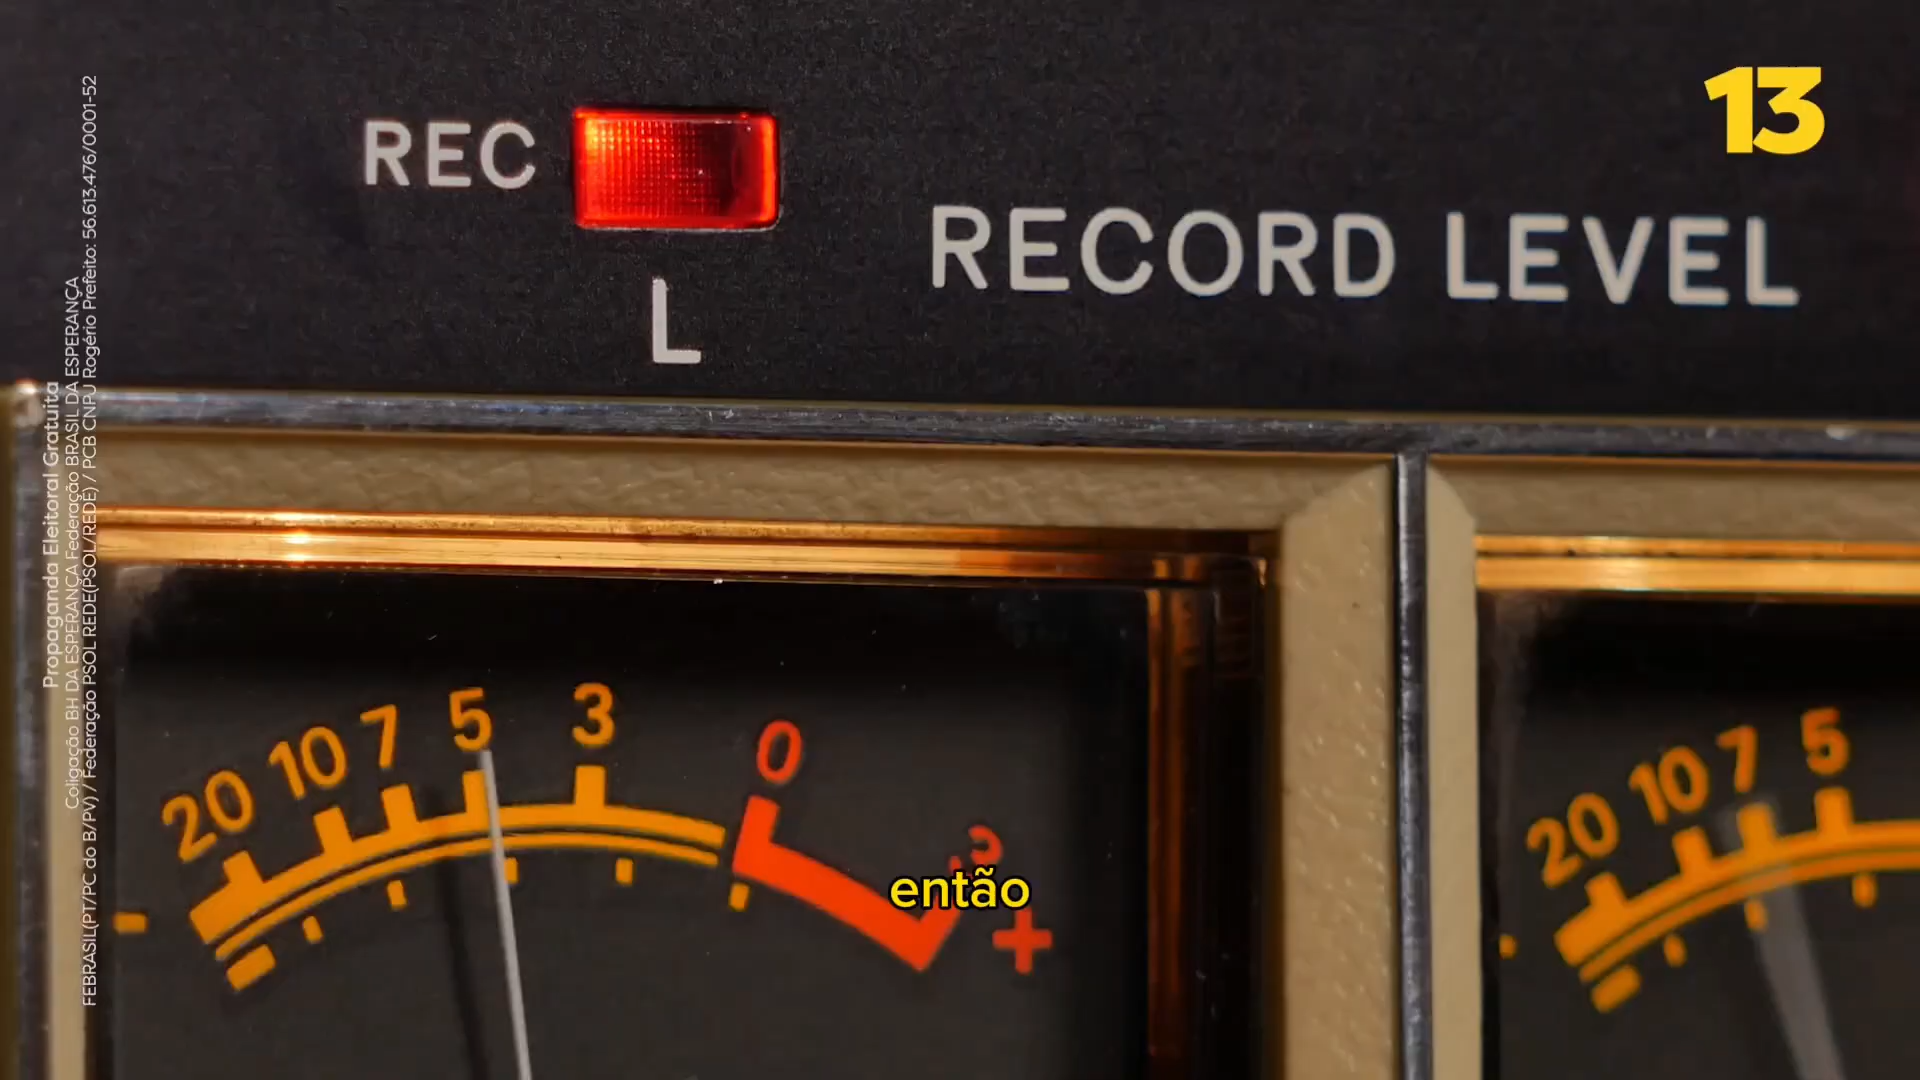 13
REC
RECORD LEVEL
L
Propaganda Eleitoral Gratuita
Coligação BH DA ESPERANÇA Federação BRASIL DA ESPERANÇA
FEBRASIL(PT/PC do B/PV) / Federação PSOL REDE(PSOL/REDE) / PCB CNPJ Rogério Prefeito: 56.613.476/0001-52
20 10 7 5 3 0 3
- +
20 10 7 5
-
então